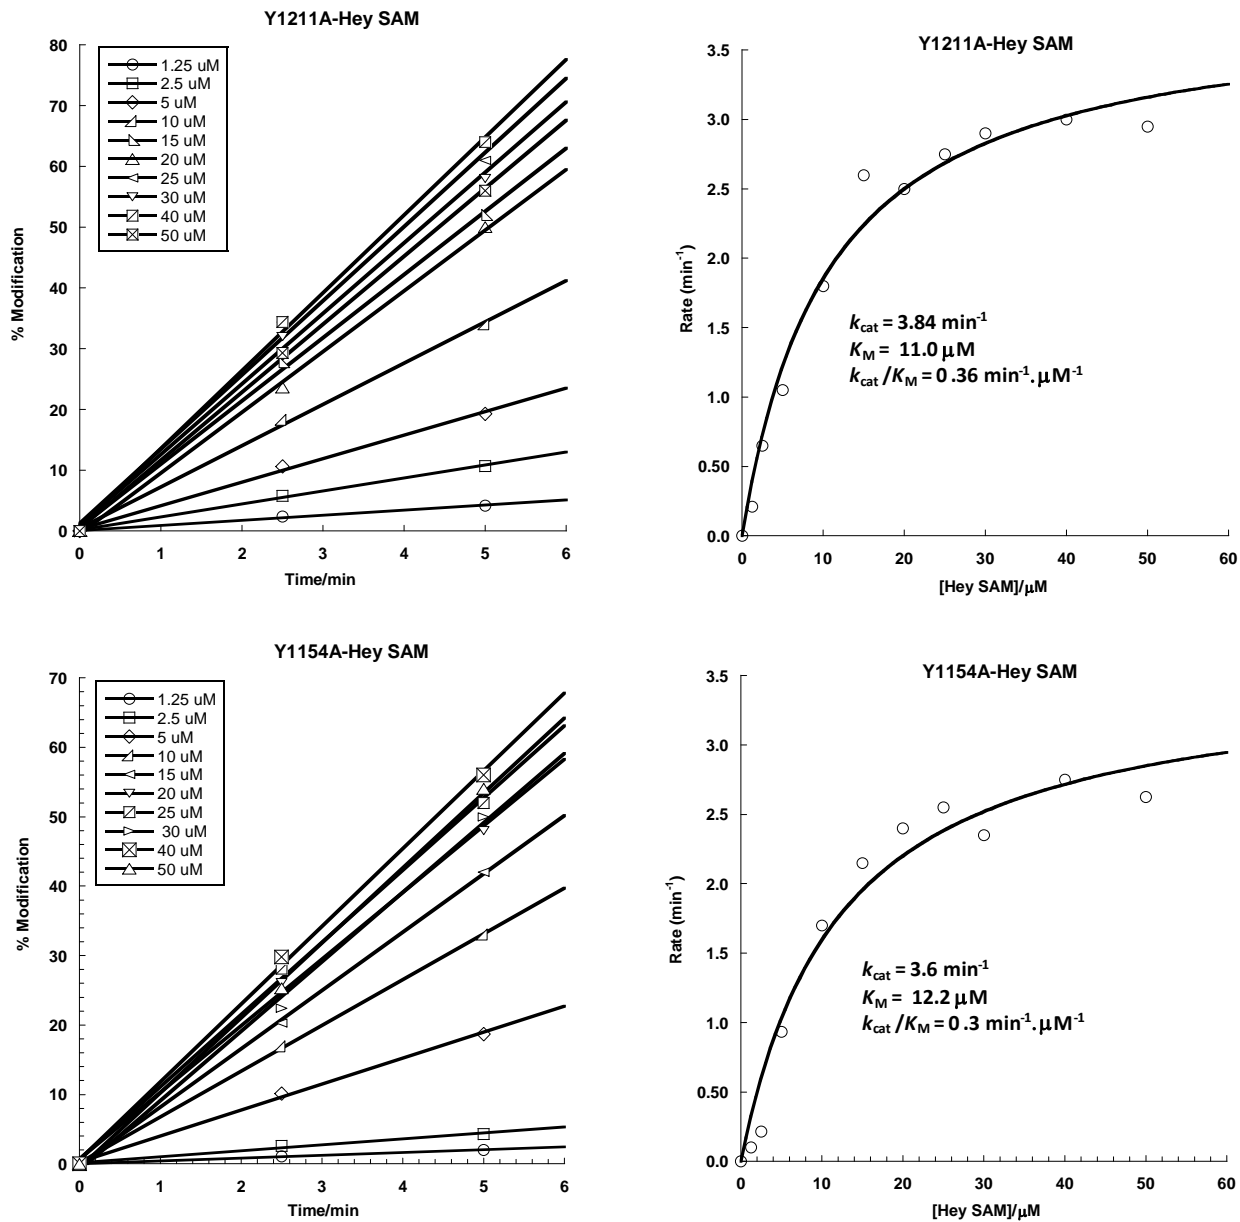 Y1211A-Hey SAM
80
70
60
50
40
30
20
10
0
% Modification
1.25 uM
2.5 uM
5 uM
10 uM
15 uM
20 uM
25 uM
30 uM
40 uM
50 uM
0 1 2 3 4 5 6
Time/min
Y1211A-Hey SAM
3.5
3.0
2.5
2.0
1.5
1.0
0.50
0.0
Rate (min⁻¹)
kcat = 3.84 min⁻¹
KM = 11.0 µM
kcat /KM = 0.36 min⁻¹.µM⁻¹
0 10 20 30 40 50 60
[Hey SAM]/µM
Y1154A-Hey SAM
70
60
50
40
30
20
10
0
% Modification
1.25 uM
2.5 uM
5 uM
10 uM
15 uM
20 uM
25 uM
30 uM
40 uM
50 uM
0 1 2 3 4 5 6
Time/min
Y1154A-Hey SAM
3.5
3.0
2.5
2.0
1.5
1.0
0.50
0.0
Rate (min⁻¹)
kcat = 3.6 min⁻¹
KM = 12.2 µM
kcat /KM = 0.3 min⁻¹.µM⁻¹
0 10 20 30 40 50 60
[Hey SAM]/µM